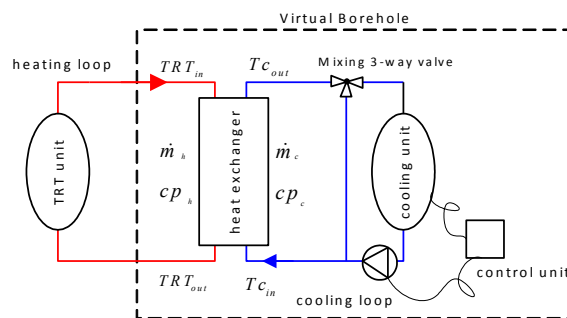 Virtual Borehole
heating loop
TRT_in
Tc_out
Mixing 3-way valve
TRT unit
ṁ_h
cp_h
heat exchanger
ṁ_c
cp_c
cooling unit
TRT_out
Tc_in
cooling loop
control unit